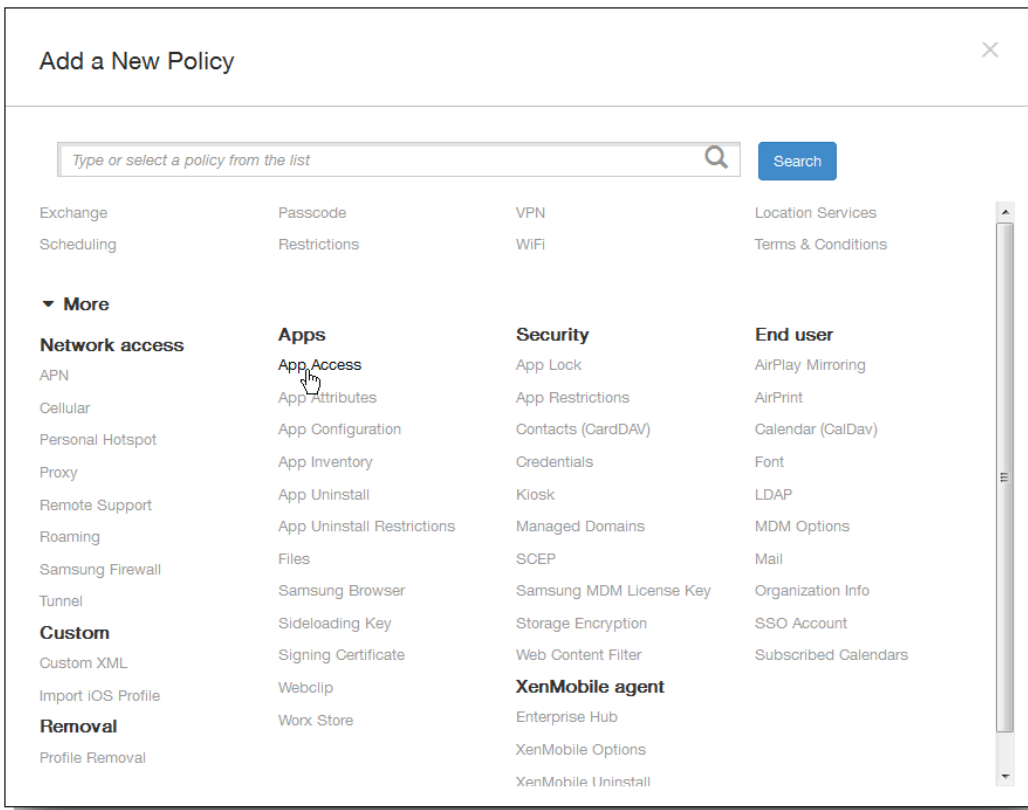 Add a New Policy
Type or select a policy from the list
Search
Exchange
Passcode
VPN
Location Services
Scheduling
Restrictions
WiFi
Terms & Conditions
More
Network access
APN
Cellular
Personal Hotspot
Proxy
Remote Support
Roaming
Samsung Firewall
Tunnel
Custom
Custom XML
Import iOS Profile
Removal
Profile Removal
Apps
App Access
App Attributes
App Configuration
App Inventory
App Uninstall
App Uninstall Restrictions
Files
Samsung Browser
Sideloading Key
Signing Certificate
Webclip
Worx Store
Security
App Lock
App Restrictions
Contacts (CardDAV)
Credentials
Kiosk
Managed Domains
SCEP
Samsung MDM License Key
Storage Encryption
Web Content Filter
XenMobile agent
Enterprise Hub
XenMobile Options
XenMobile Uninstall
End user
AirPlay Mirroring
AirPrint
Calendar (CalDav)
Font
LDAP
MDM Options
Mail
Organization Info
SSO Account
Subscribed Calendars